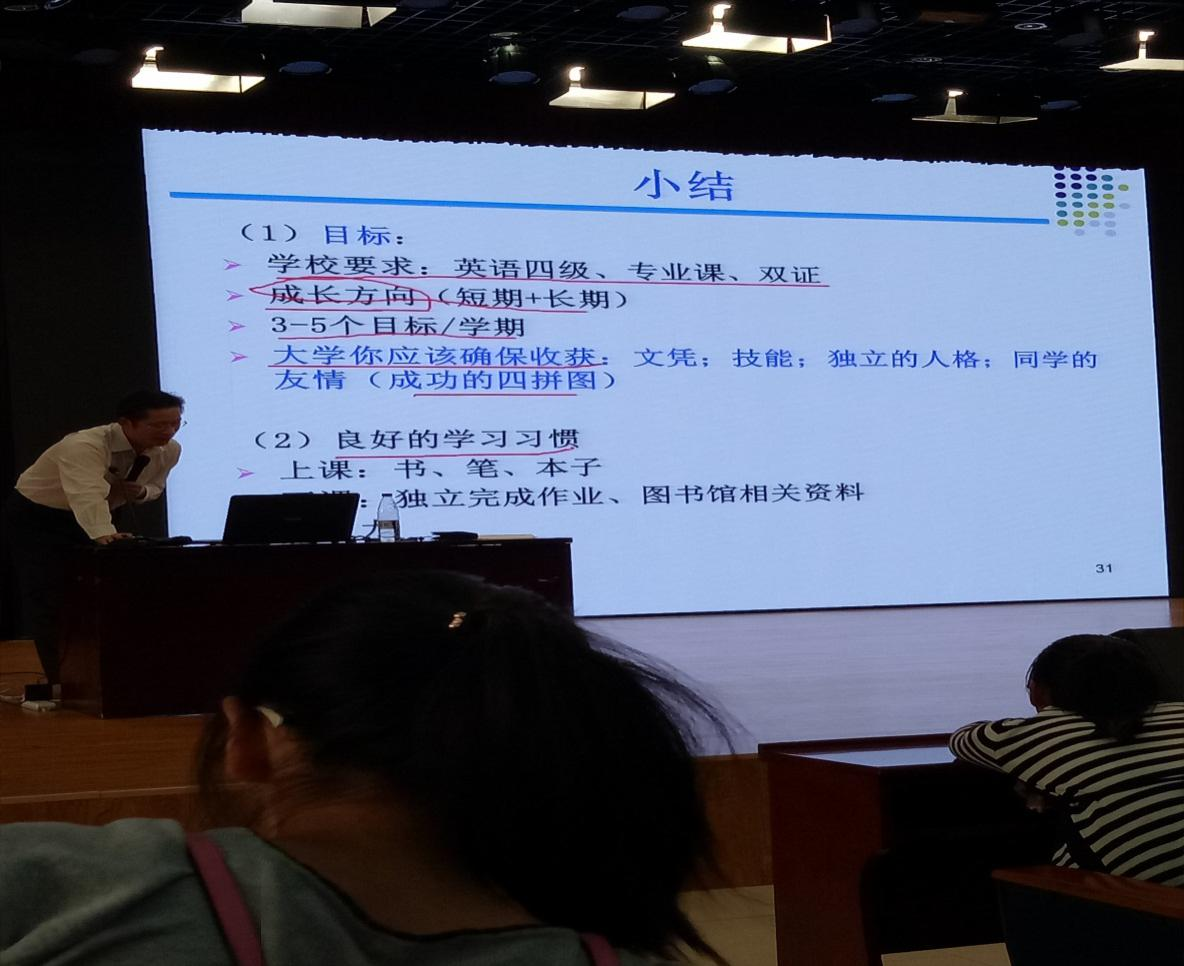 小结
（1）目标：
学校要求：英语四级、专业课、双证
成长方向（短期+长期）
3-5个目标/学期
大学你应该确保收获：文凭；技能；独立的人格；同学的
友情（成功的四拼图）
（2）良好的学习习惯
上课：书、笔、本子
课：独立完成作业、图书馆相关资料
31